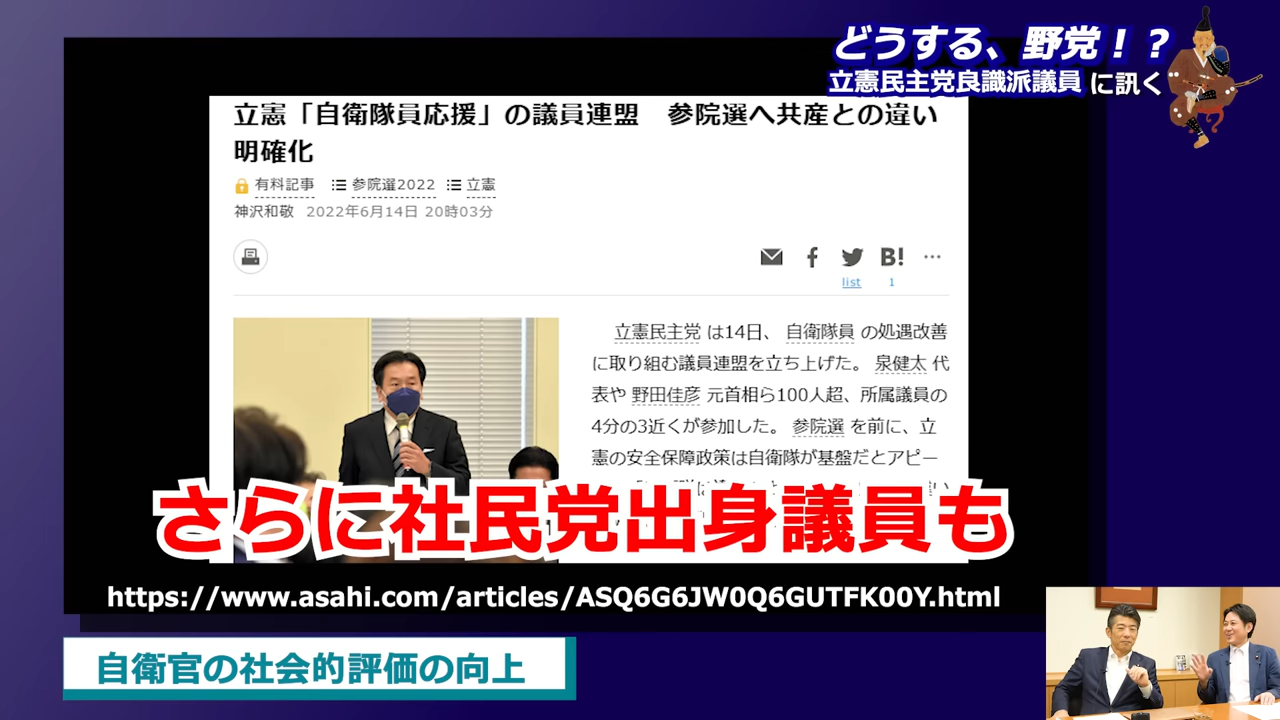 どうする、野党！？
立憲民主党良識派議員 に訊く
立憲「自衛隊員応援」の議員連盟　参院選へ共産との違い
明確化
有料記事 参院選2022 立憲
神沢和敬 2022年6月14日 20時03分
B!
list 1
立憲民主党 は14日、 自衛隊員 の処遇改善
に取り組む議員連盟を立ち上げた。 泉健太 代
表や 野田佳彦 元首相ら100人超、所属議員の
4分の3近くが参加した。 参院選 を前に、立
憲の安全保障政策は自衛隊が基盤だとアピー
さらに社民党出身議員も
https://www.asahi.com/articles/ASQ6G6JW0Q6GUTFK00Y.html
自衛官の社会的評価の向上